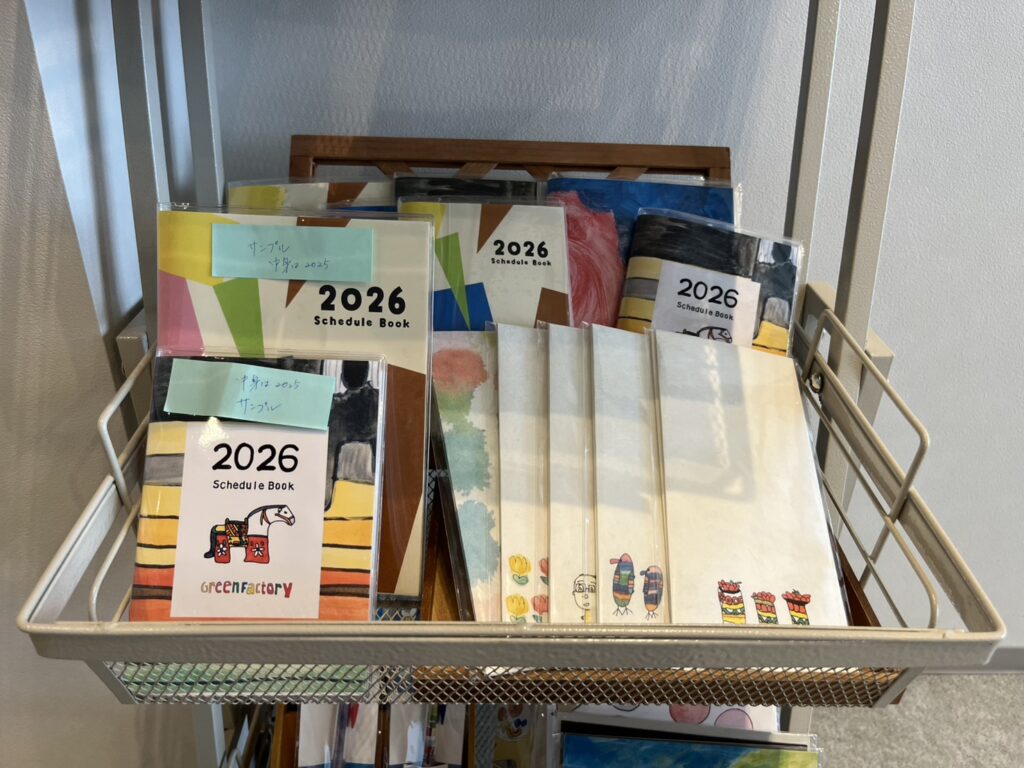 サンプル
中身は2025
2026
Schedule Book
2026
Schedule Book
2026
Schedule Book
中身は2025
サンプル
2026
Schedule Book
GreenFactory